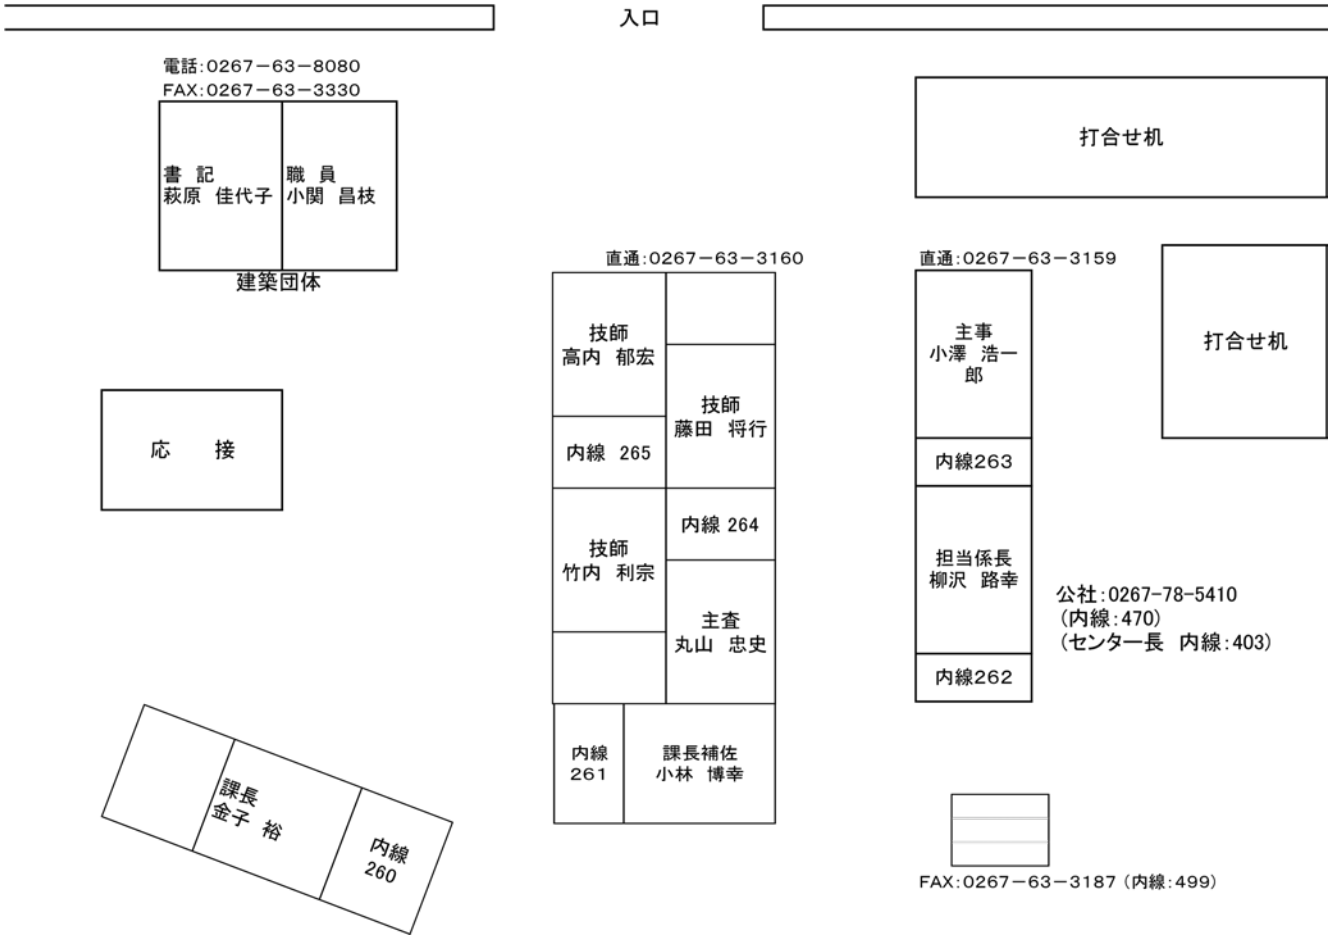 入口
電話:0267－63－8080
FAX:0267－63－3330
書　記
萩原　佳代子
職　員
小関　昌枝
建築団体
打合せ机
直通:0267－63－3160
技師
高内　郁宏
技師
藤田　将行
内線 265
内線 264
技師
竹内　利宗
主査
丸山　忠史
内線
261
課長補佐
小林　博幸
直通:0267－63－3159
主事
小澤　浩一
郎
内線263
担当係長
柳沢　路幸
内線262
打合せ机
応　　接
公社:0267-78-5410
(内線:470)
(センター長　内線:403)
課長
金子　裕
内線
260
FAX:0267－63－3187 (内線:499)